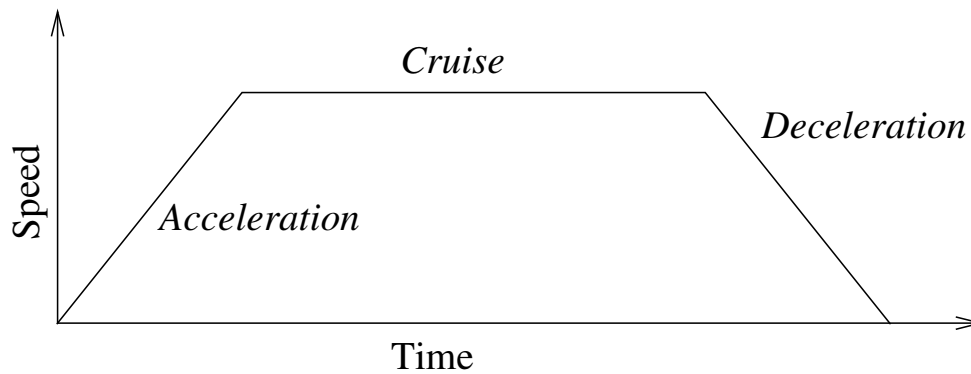 Cruise
Deceleration
Speed
Acceleration
Time